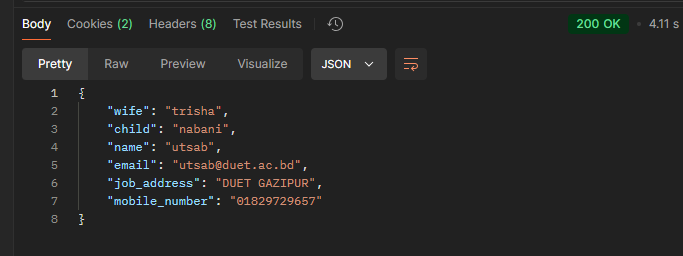 Body Cookies (2) Headers (8) Test Results 200 OK • 4.11 s
Pretty Raw Preview Visualize JSON
1 {
2 "wife": "trisha",
3 "child": "nabani",
4 "name": "utsab",
5 "email": "utsab@duet.ac.bd",
6 "job_address": "DUET GAZIPUR",
7 "mobile_number": "01829729657"
8 }